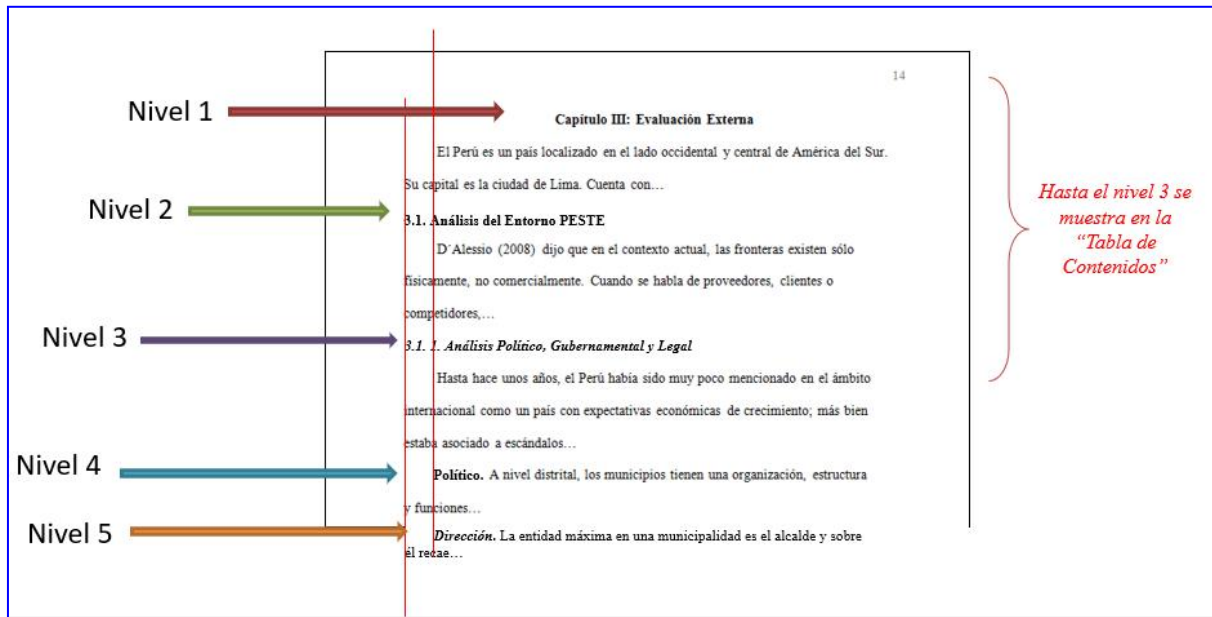 14
Nivel 1
Capítulo III: Evaluación Externa
El Perú es un país localizado en el lado occidental y central de América del Sur.
Su capital es la ciudad de Lima. Cuenta con…
Nivel 2
3.1. Análisis del Entorno PESTE
D´Alessio (2008) dijo que en el contexto actual, las fronteras existen sólo
físicamente, no comercialmente. Cuando se habla de proveedores, clientes o
competidores,…
Nivel 3
3.1. 1. Análisis Político, Gubernamental y Legal
Hasta hace unos años, el Perú había sido muy poco mencionado en el ámbito
internacional como un país con expectativas económicas de crecimiento; más bien
estaba asociado a escándalos…
Nivel 4
Político. A nivel distrital, los municipios tienen una organización, estructura
y funciones…
Nivel 5
Dirección. La entidad máxima en una municipalidad es el alcalde y sobre
él recae…
Hasta el nivel 3 se
muestra en la
“Tabla de
Contenidos”